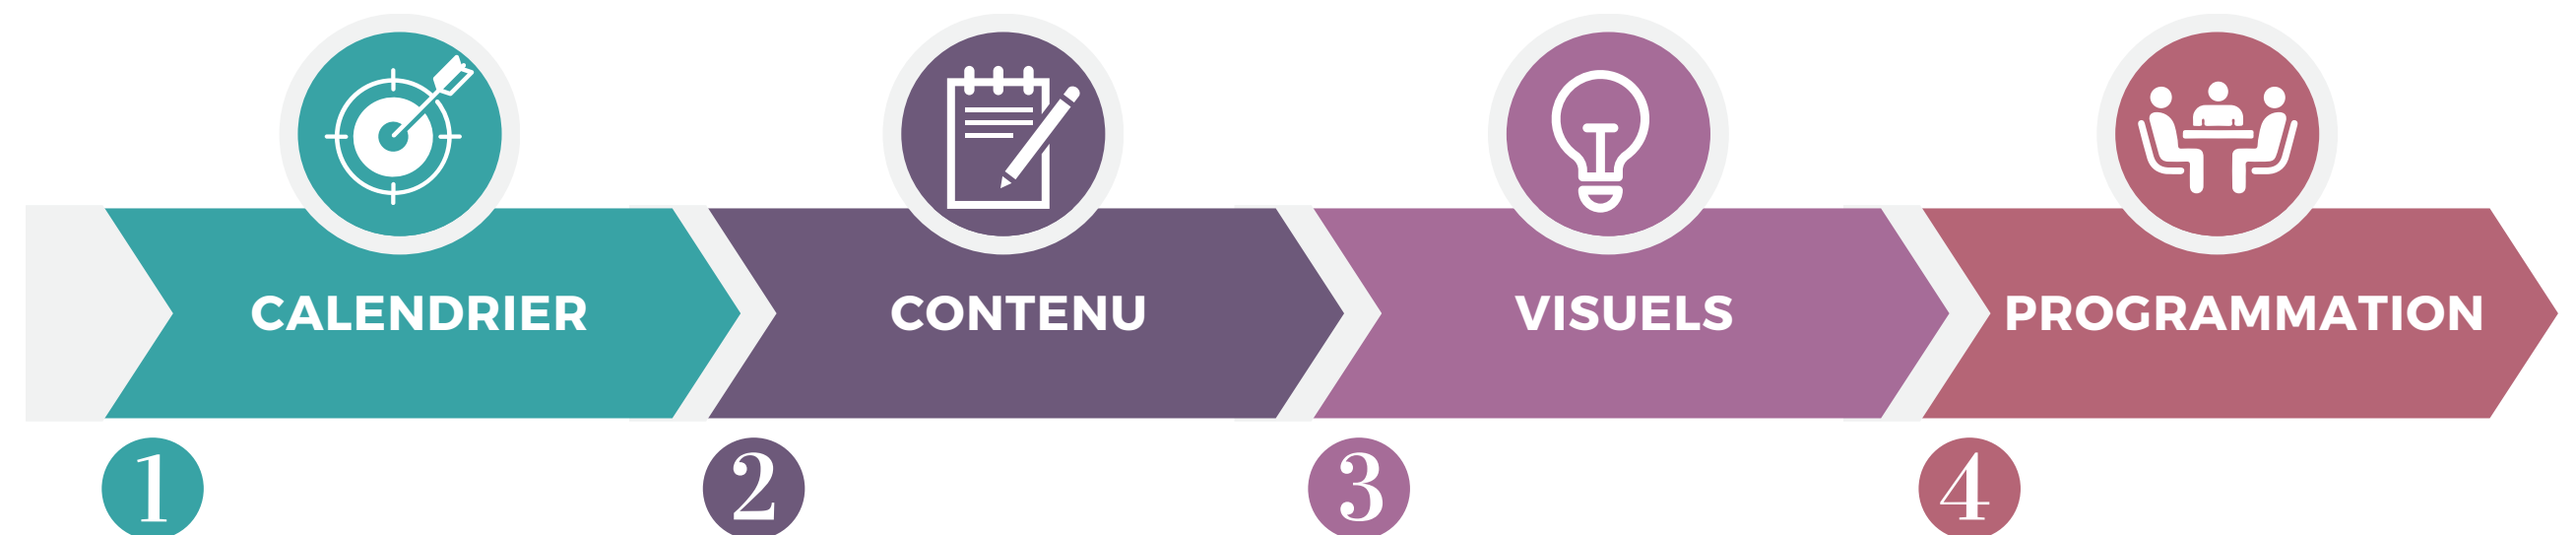 CALENDRIER
CONTENU
VISUELS
PROGRAMMATION
1
2
3
4